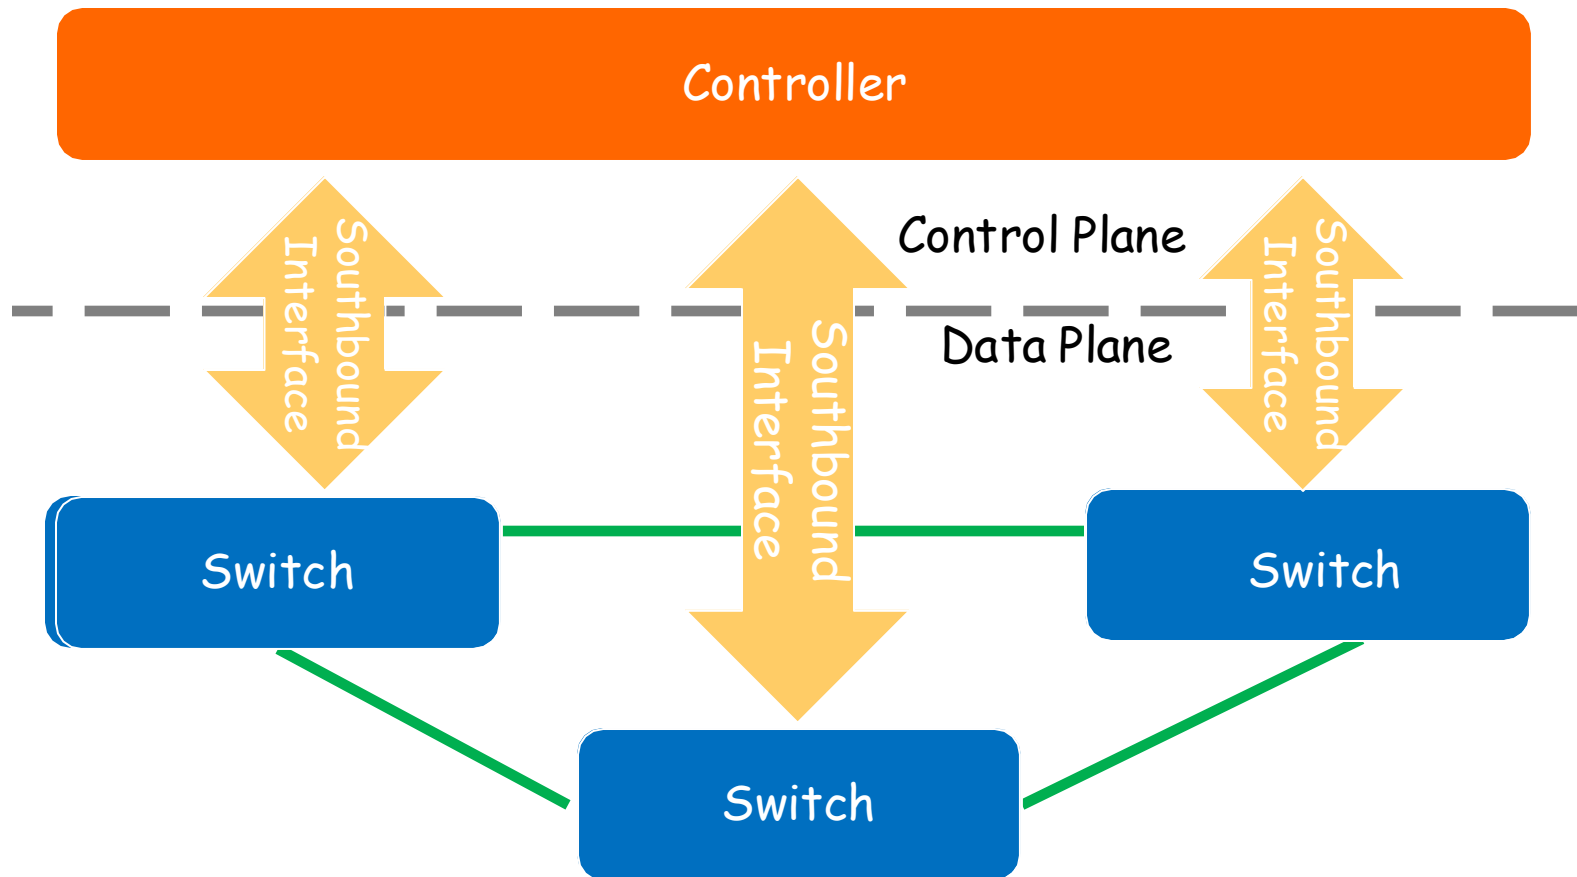 Controller
Southbound
Interface
Southbound
Interface
Control Plane
Data Plane
Southbound
Interface
Switch
Switch
Switch